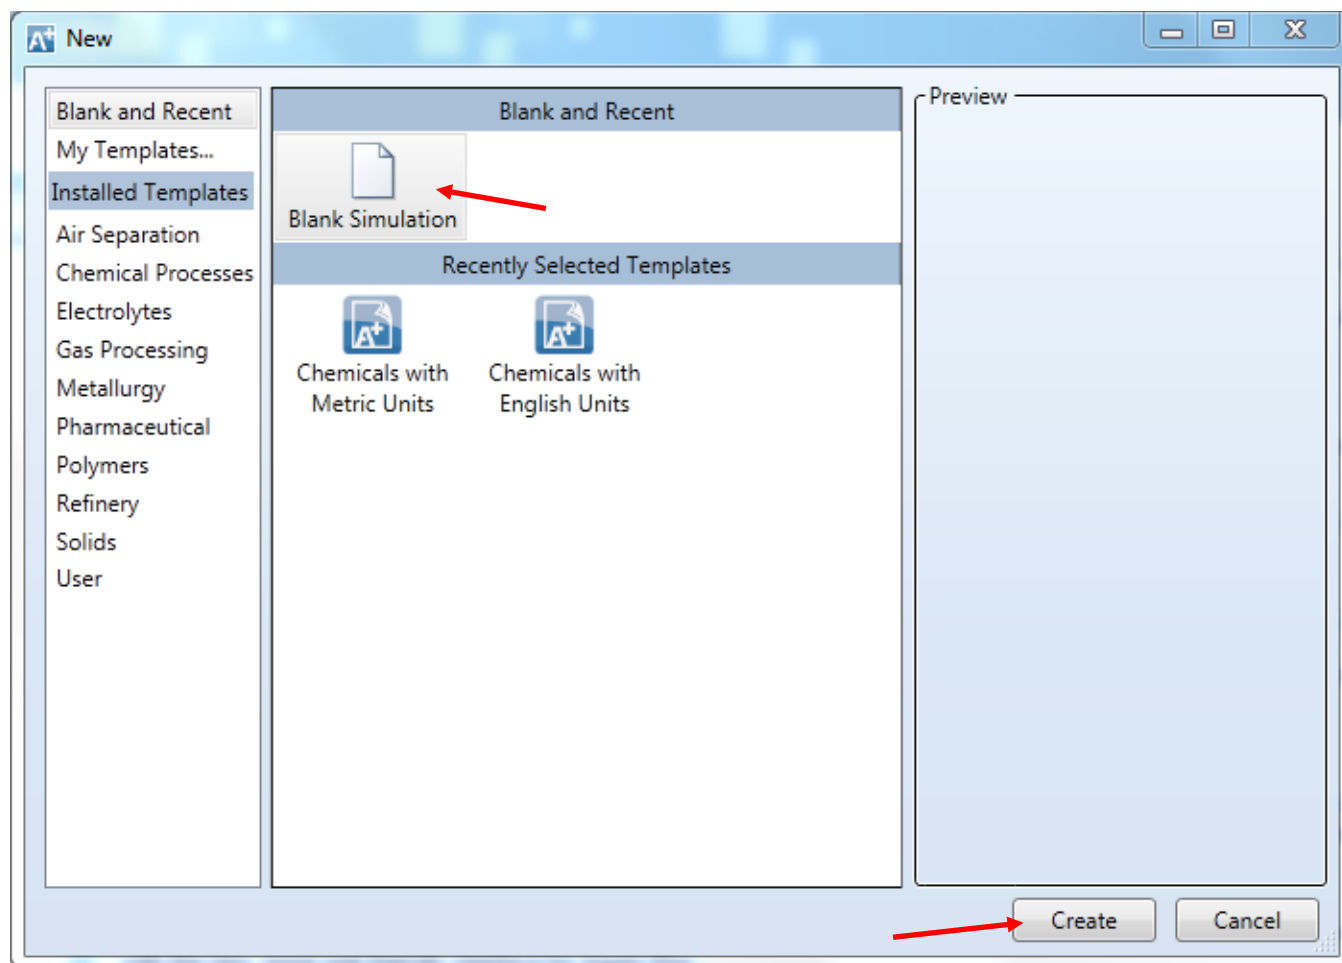 New
Blank and Recent
My Templates...
Installed Templates
Air Separation
Chemical Processes
Electrolytes
Gas Processing
Metallurgy
Pharmaceutical
Polymers
Refinery
Solids
User
Blank and Recent
Blank Simulation
Recently Selected Templates
A+
Chemicals with
Metric Units
A+
Chemicals with
English Units
Preview
Create
Cancel